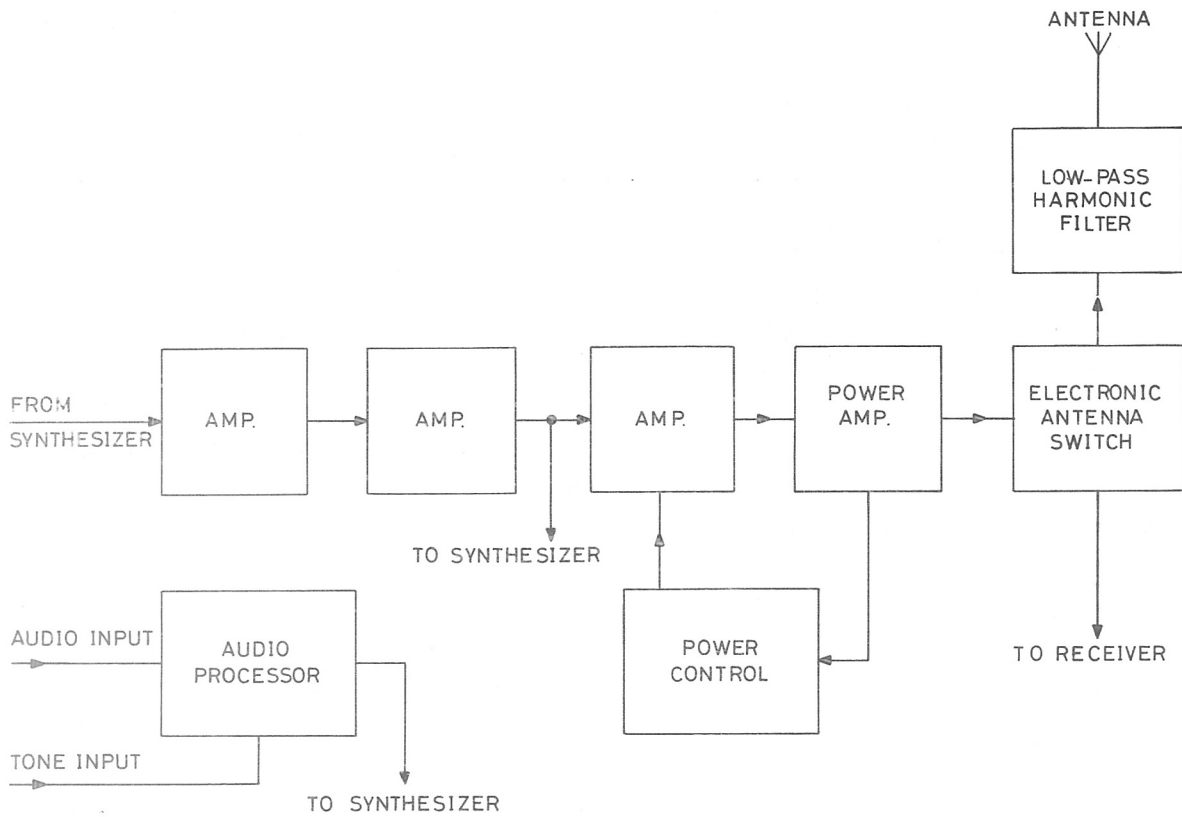 ANTENNA
LOW-PASS
HARMONIC
FILTER
FROM
SYNTHESIZER
AMP.
AMP.
AMP.
POWER
AMP.
ELECTRONIC
ANTENNA
SWITCH
TO SYNTHESIZER
AUDIO INPUT
AUDIO
PROCESSOR
POWER
CONTROL
TO RECEIVER
TONE INPUT
TO SYNTHESIZER